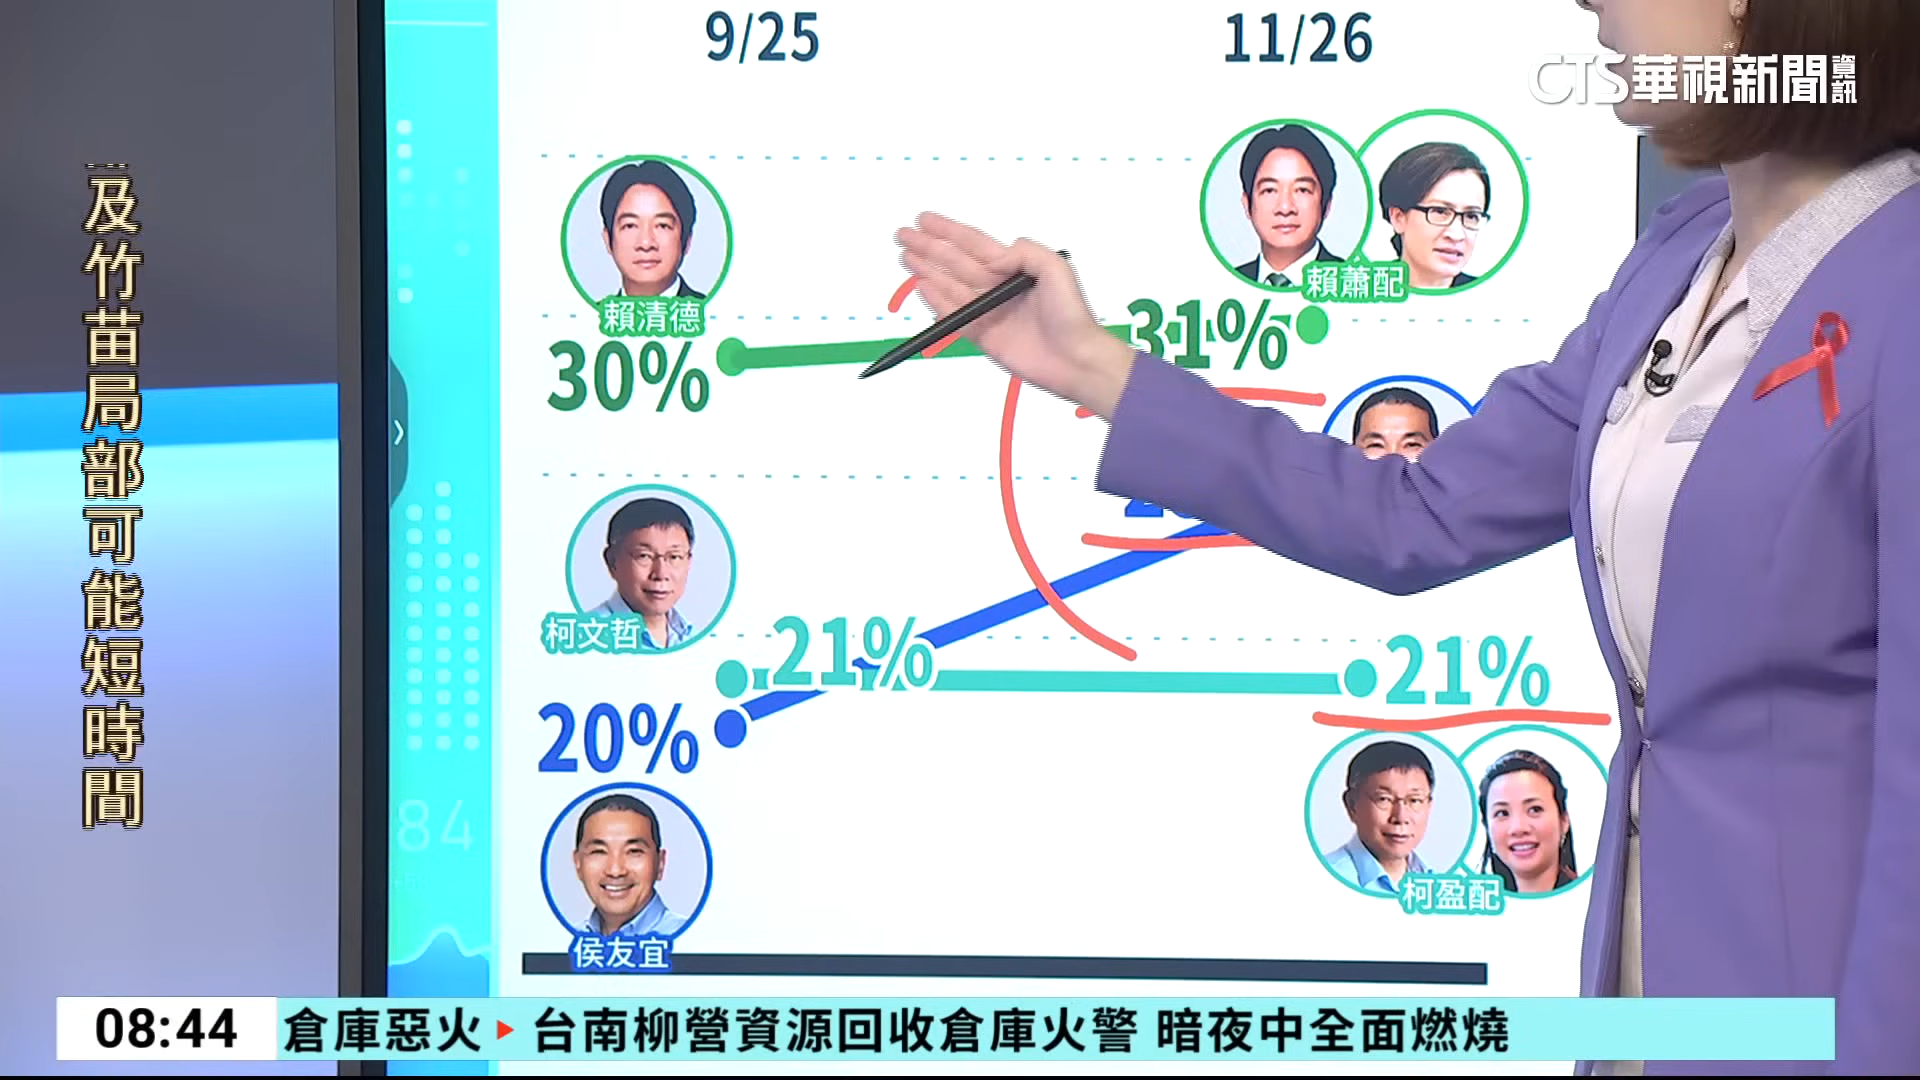 9/25
11/26
CTS華視新聞資訊
及竹苗局部可能短時間
賴清德
賴蕭配
30%
31%
柯文哲
21%
21%
20%
柯盈配
侯友宜
84
08:44
倉庫惡火 台南柳營資源回收倉庫火警 暗夜中全面燃燒